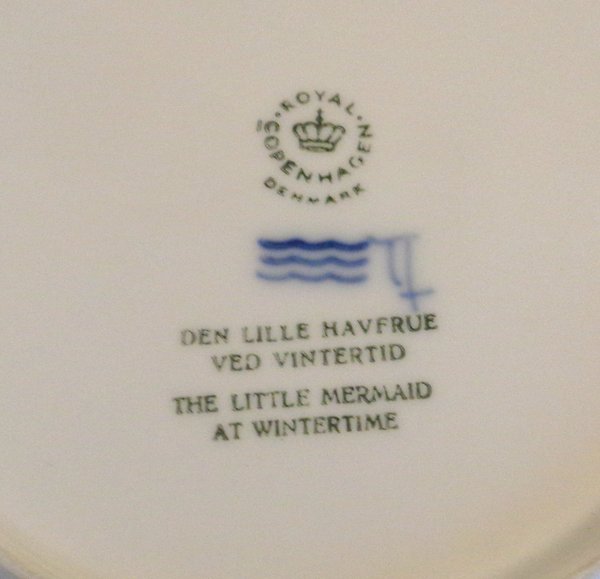 ROYAL
COPENHAGEN
DENMARK
DEN LILLE HAVFRUE
VED VINTERTID
THE LITTLE MERMAID
AT WINTERTIME